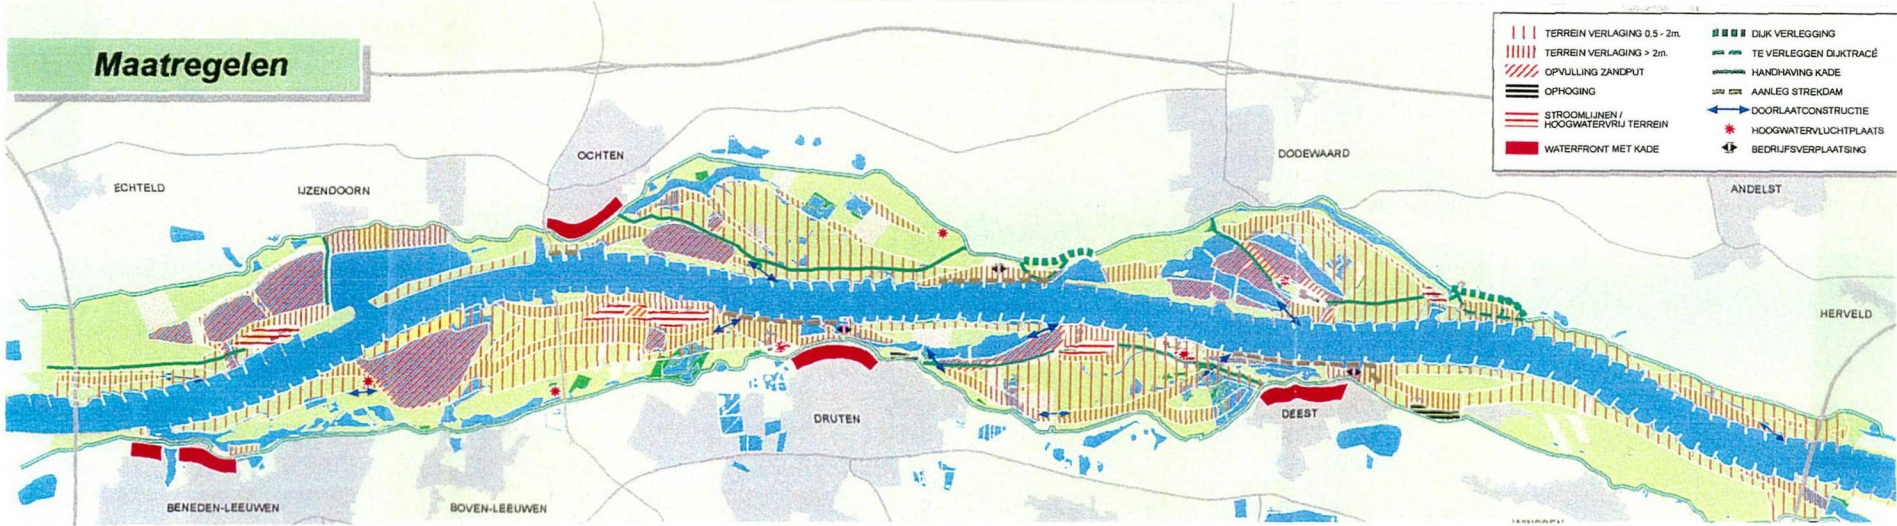 Maatregelen
TERREIN VERLAGING 0.5 - 2m.
TERREIN VERLAGING > 2m.
OPVULLING ZANDPUT
OPHOGING
STROOMLIJNEN /
HOOGWATERVRIJ TERREIN
WATERFRONT MET KADE
DIJK VERLEGGING
TE VERLEGGEN DIJKTRACÉ
HANDHAVING KADE
AANLEG STREKDAM
DOORLAATCONSTRUCTIE
HOOGWATERVLUCHTPLAATS
BEDRIJFSVERPLAATSING
OCHTEN
DODEWAARD
ECHTELD
IJZENDOORN
ANDELST
HERVELD
DRUTEN
DEEST
BENEDEN-LEEUWEN
BOVEN-LEEUWEN